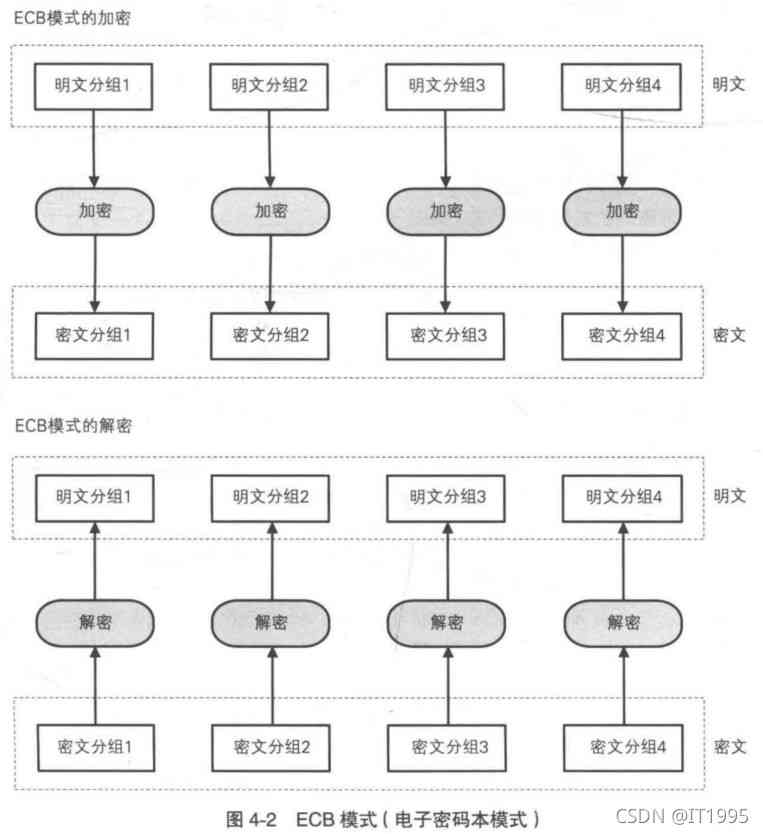 ECB模式的加密
明文分组1 明文分组2 明文分组3 明文分组4 明文
加密 加密 加密 加密
密文分组1 密文分组2 密文分组3 密文分组4 密文
ECB模式的解密
明文分组1 明文分组2 明文分组3 明文分组4 明文
解密 解密 解密 解密
密文分组1 密文分组2 密文分组3 密文分组4 密文
图 4-2 ECB 模式(电子密码本模式)
CSDN @IT1995